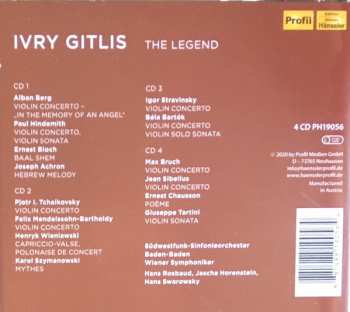 IVRY GITLIS THE LEGEND
Profil
Edition
Günter
Hänssler
CD 1
Alban Berg
VIOLIN CONCERTO –
„IN THE MEMORY OF AN ANGEL"
Paul Hindemith
VIOLIN CONCERTO,
VIOLIN SONATA
Ernest Bloch
BAAL SHEM
Joseph Achron
HEBREW MELODY
CD 2
Pjotr I. Tchaikovsky
VIOLIN CONCERTO
Felix Mendelssohn-Bartholdy
VIOLIN CONCERTO
Henryk Wieniawski
CAPRICCIO-VALSE,
POLONAISE DE CONCERT
Karol Szymanowski
MYTHES
CD 3
Igor Stravinsky
VIOLIN CONCERTO
Béla Bartók
VIOLIN CONCERTO
VIOLIN SOLO SONATA
CD 4
Max Bruch
VIOLIN CONCERTO
Jean Sibelius
VIOLIN CONCERTO
Ernest Chausson
POÈME
Giuseppe Tartini
VIOLIN SONATA
Südwestfunk-Sinfonieorchester
Baden-Baden
Wiener Symphoniker
Hans Rosbaud, Jascha Horenstein,
Hans Swarowsky
4 CD PH19056
© 2020 by Profil Medien GmbH
D – 73765 Neuhausen
info@haensslerprofil.de
www.haensslerprofil.de
Manufactured
in Austria